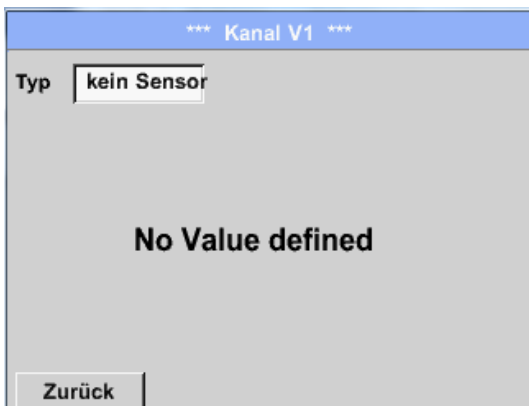 *** Kanal V1 ***
Typ kein Sensor
No Value defined
Zurück